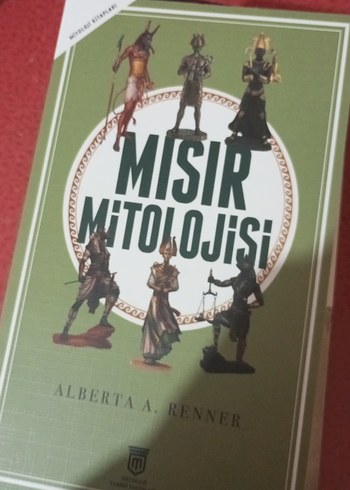 MİTOLOJİ KİTAPLARI
MISIR
MİTOLOJİSİ
ALBERTA A. RENNER